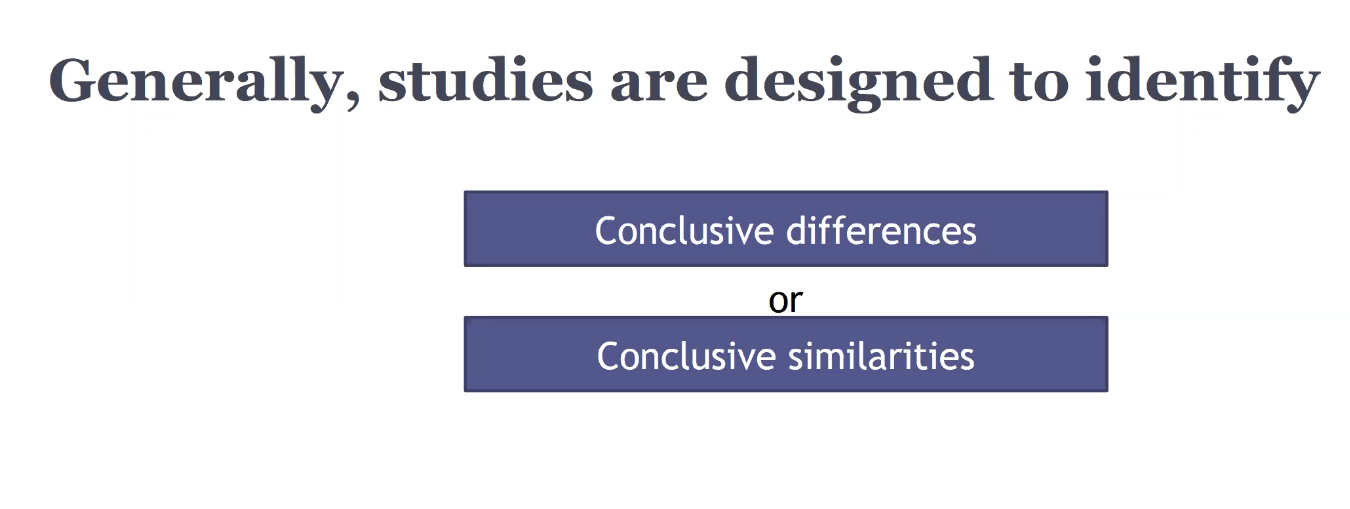 Generally, studies are designed to identify
Conclusive differences
or
Conclusive similarities